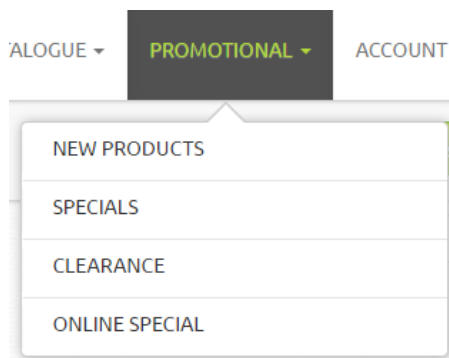 ALOGUE PROMOTIONAL ACCOUNT
NEW PRODUCTS
SPECIALS
CLEARANCE
ONLINE SPECIAL